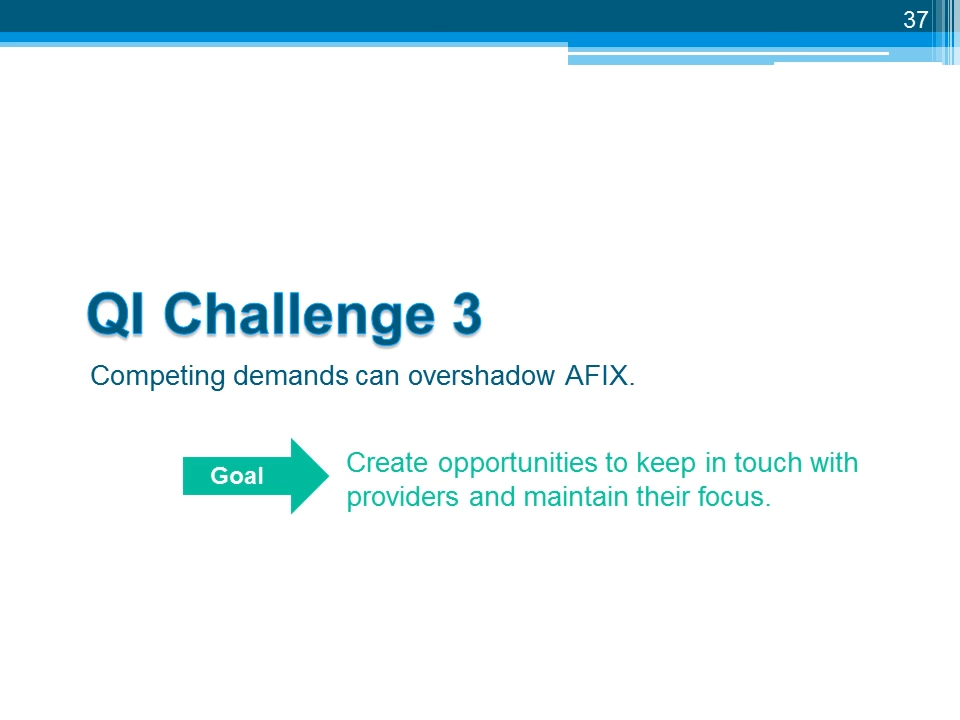 37
QI Challenge 3
Competing demands can overshadow AFIX.
Goal
Create opportunities to keep in touch with
providers and maintain their focus.